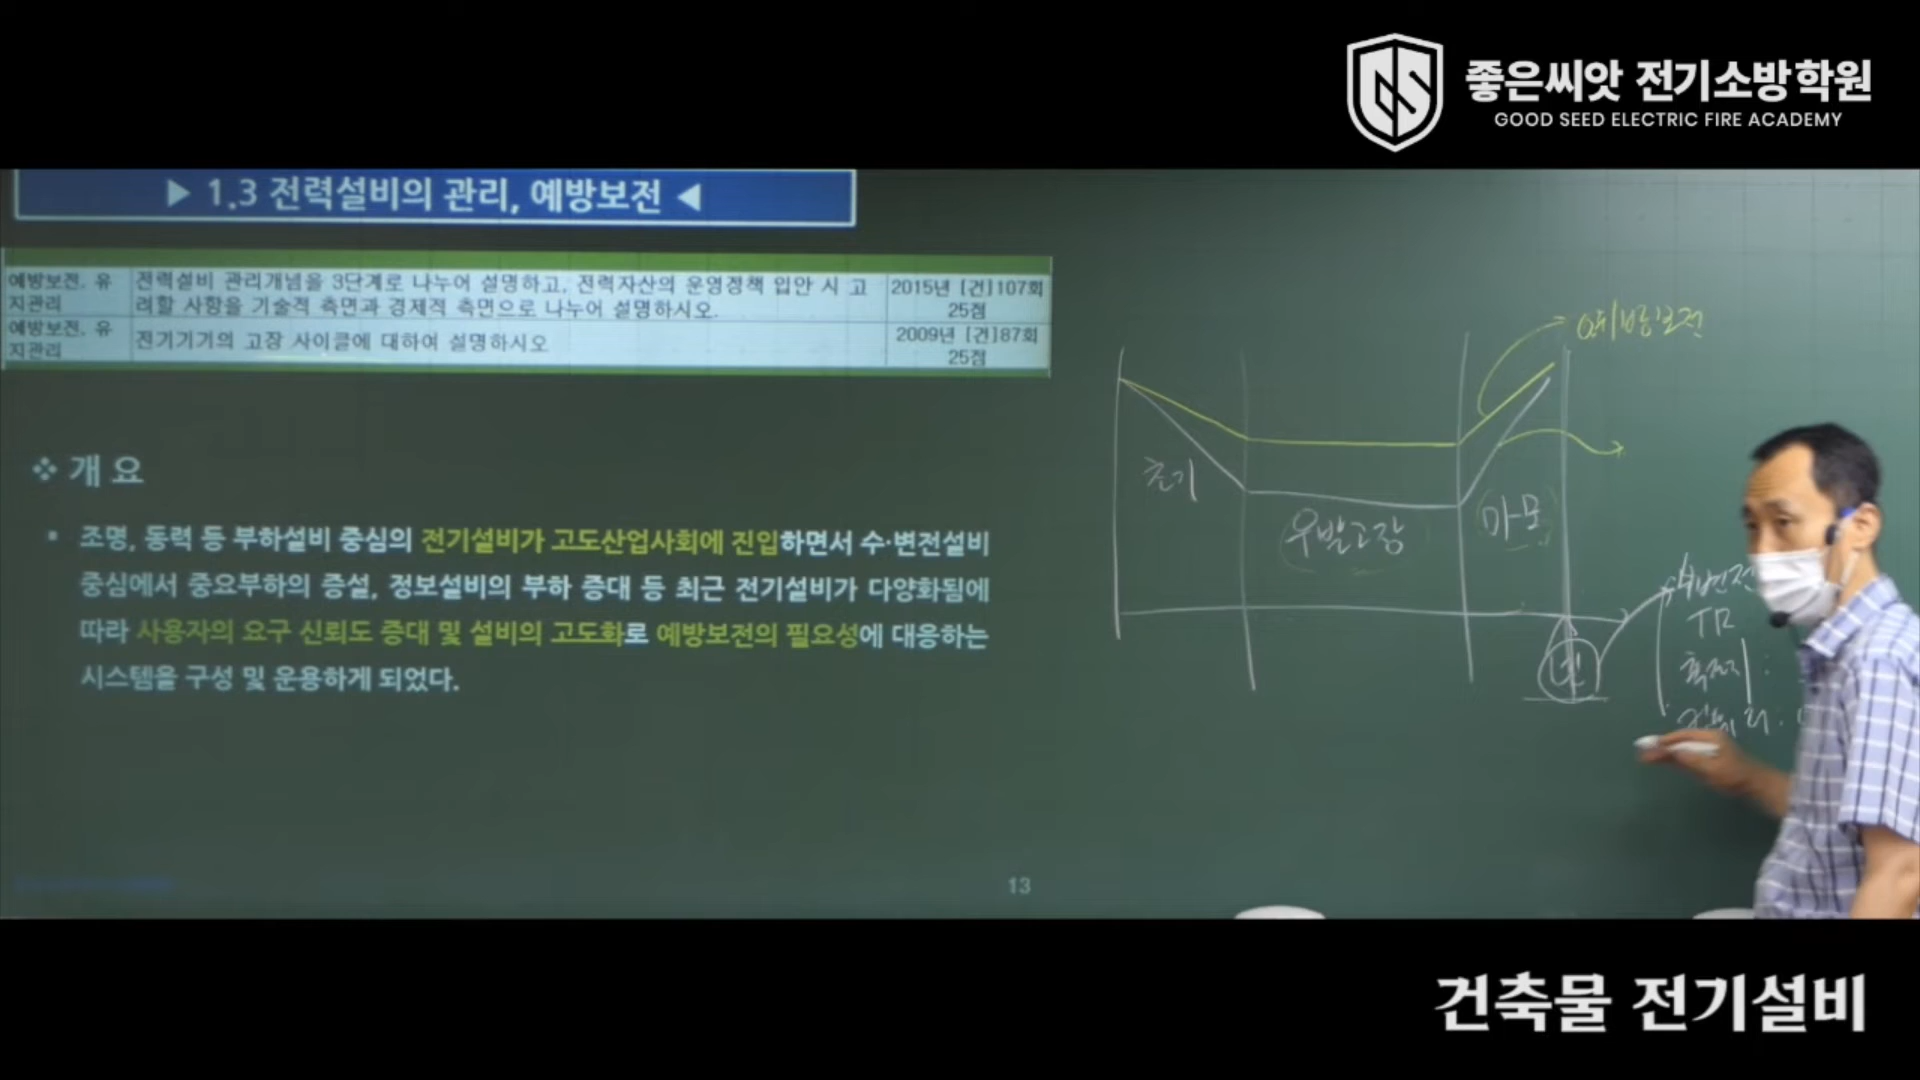 좋은씨앗 전기소방학원
GOOD SEED ELECTRIC FIRE ACADEMY
▶ 1.3 전력설비의 관리, 예방보전 ◀
예방보전, 유지관리
전력설비 관리개념을 3단계로 나누어 설명하고, 전력자산의 운영정책 입안 시 고
려할 사항을 기술적 측면과 경제적 측면으로 나누어 설명하시오.
2015년 [건]107회
25점
예방보전, 유지관리
전기기기의 고장 사이클에 대하여 설명하시오
2009년 [건]87회
25점
❖ 개 요
▪ 조명, 동력 등 부하설비 중심의 전기설비가 고도산업사회에 진입하면서 수·변전설비
중심에서 중요부하의 증설, 정보설비의 부하 증대 등 최근 전기설비가 다양화됨에
따라 사용자의 요구 신뢰도 증대 및 설비의 고도화로 예방보전의 필요성에 대응하는
시스템을 구성 및 운용하게 되었다.
13
예방보전
초기
우발고장
마모
수변전
TR
건축물 전기설비